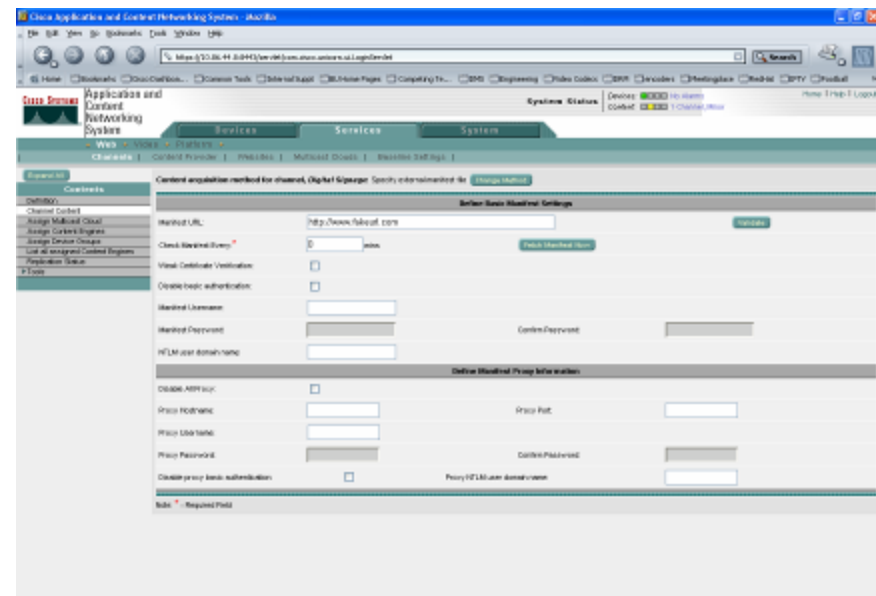 Cisco Application and Content Networking System - Mozilla
File Edit View Go Bookmarks Tools Window Help
Search
Home Bookmarks
Cisco Systems
Application and
Content
Networking
System
System Status
Devices: No Alarms
Content:
Home | Help | Logout
Devices Services System
Web Video Platform
Channels | Content Provider | Websites | Multicast Clouds | Baseline Settings |
Expand All
Contents
Definition
Channel Content
Assign Multicast Cloud
Assign Content Engines
Assign Device Groups
List all assigned Content Engines
Replication Status
Tools
Content acquisition method for channel, Digital Signage: Specify external manifest file Change Method
Define Basic Manifest Settings
Manifest URL: http://www.fakeurl.com Validate
Check Manifest Every:* 0 mins. Fetch Manifest Now
Weak Certificate Verification:
Disable basic authentication:
Manifest Username:
Manifest Password: Confirm Password:
NTLM user domain name:
Define Manifest Proxy Information
Disable All Proxy:
Proxy Hostname: Proxy Port:
Proxy Username:
Proxy Password: Confirm Password:
Disable proxy basic authentication: Proxy NTLM user domain name:
Note: * - Required Field